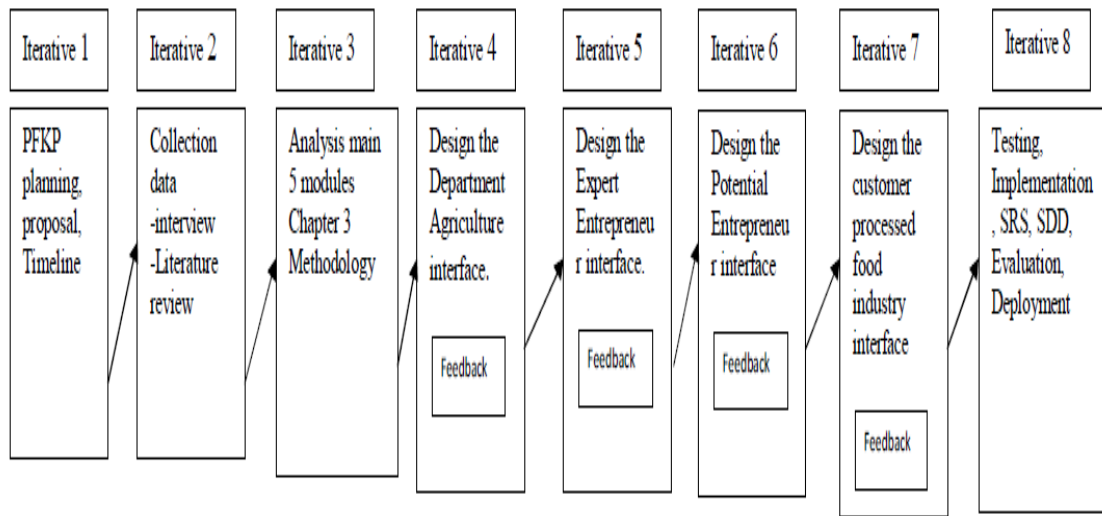 Iterative 1
Iterative 2
Iterative 3
Iterative 4
Iterative 5
Iterative 6
Iterative 7
Iterative 8
PFKP
planning,
proposal,
Timeline
Collection
data
-interview
-Literature
review
Analysis main
5 modules
Chapter 3
Methodology
Design the
Department
Agriculture
interface.
Feedback
Design the
Expert
Entrepreneu
r interface.
Feedback
Design the
Potential
Entrepreneu
r interface
Feedback
Design the
customer
processed
food
industry
interface
Feedback
Testing,
Implementation
, SRS, SDD,
Evaluation,
Deployment